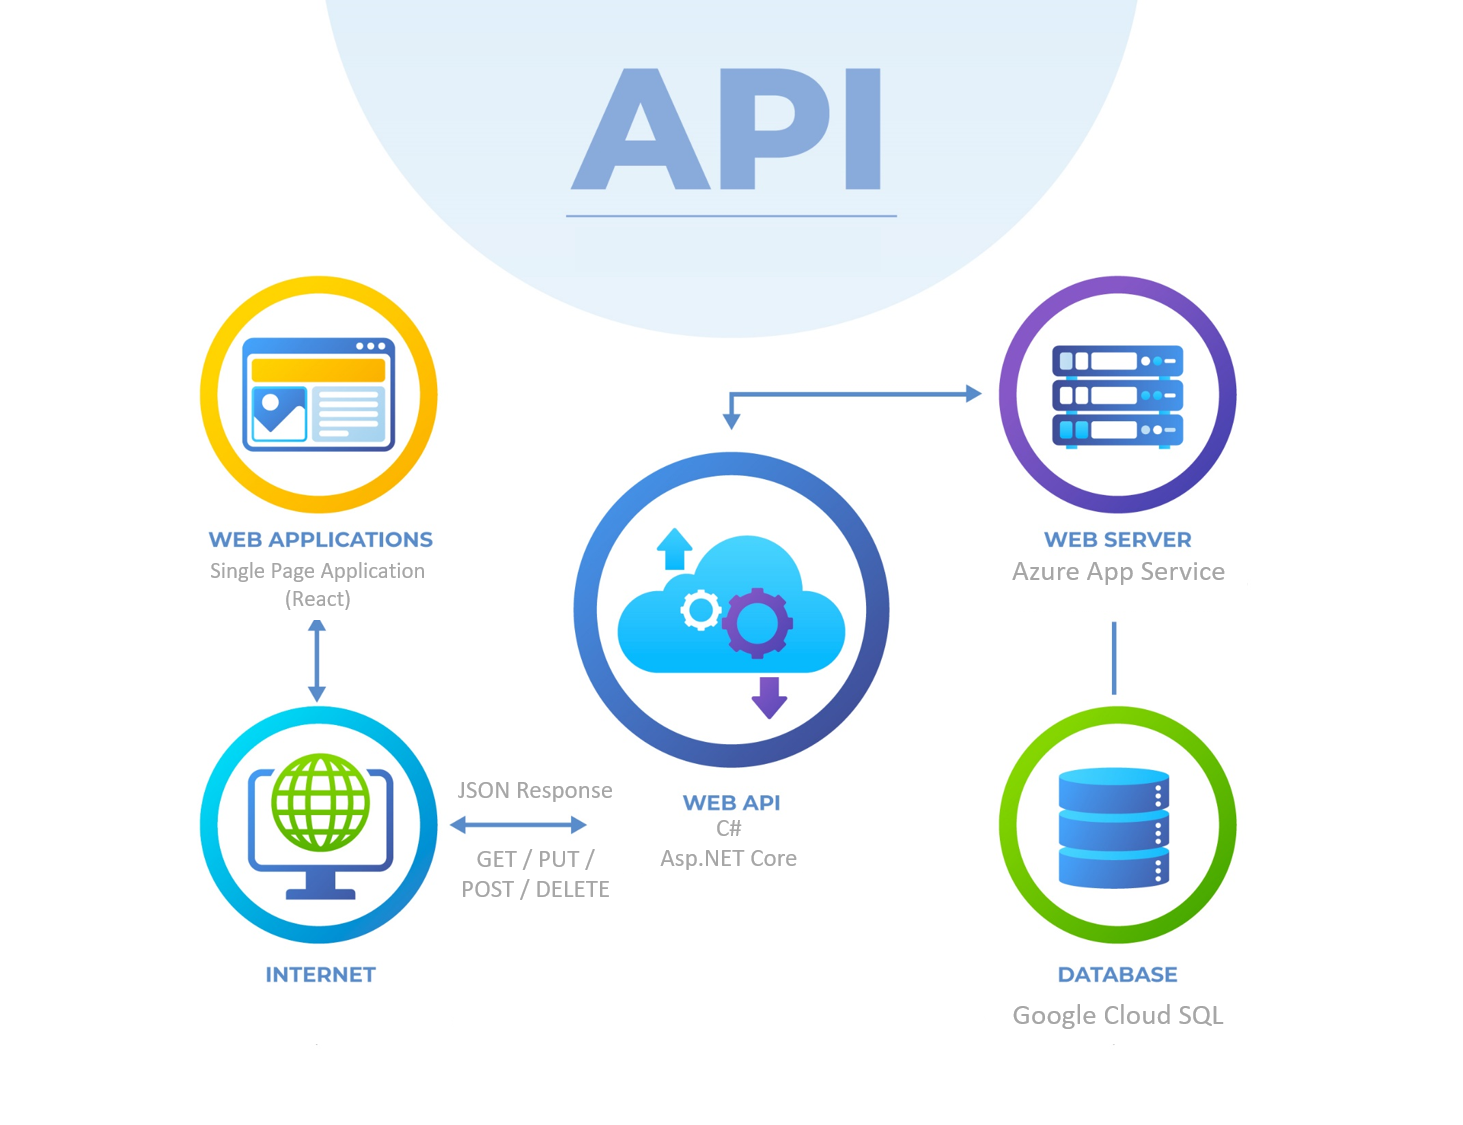 API
WEB APPLICATIONS
Single Page Application
(React)
WEB SERVER
Azure App Service
JSON Response
GET / PUT /
POST / DELETE
WEB API
C#
Asp.NET Core
INTERNET
DATABASE
Google Cloud SQL